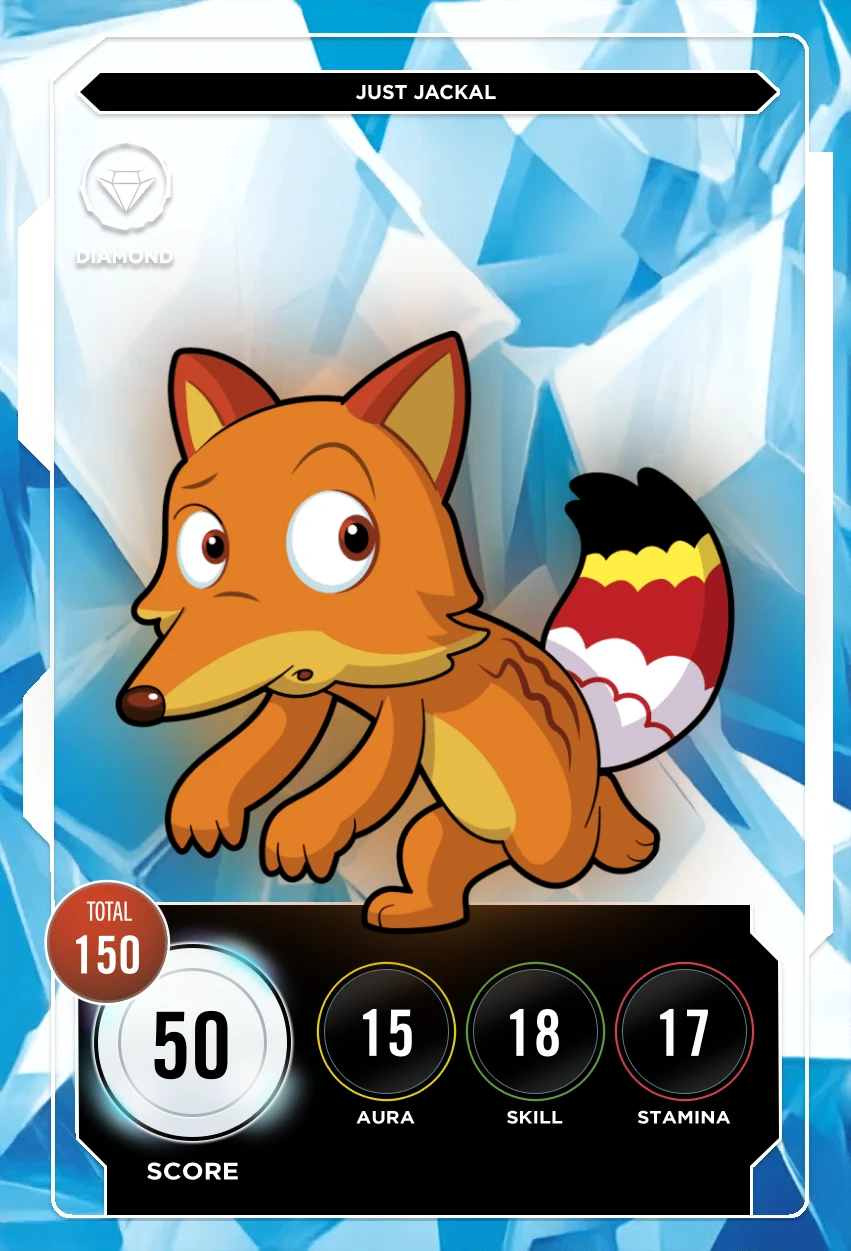 JUST JACKAL
DIAMOND
TOTAL
150
50
SCORE
15
AURA
18
SKILL
17
STAMINA